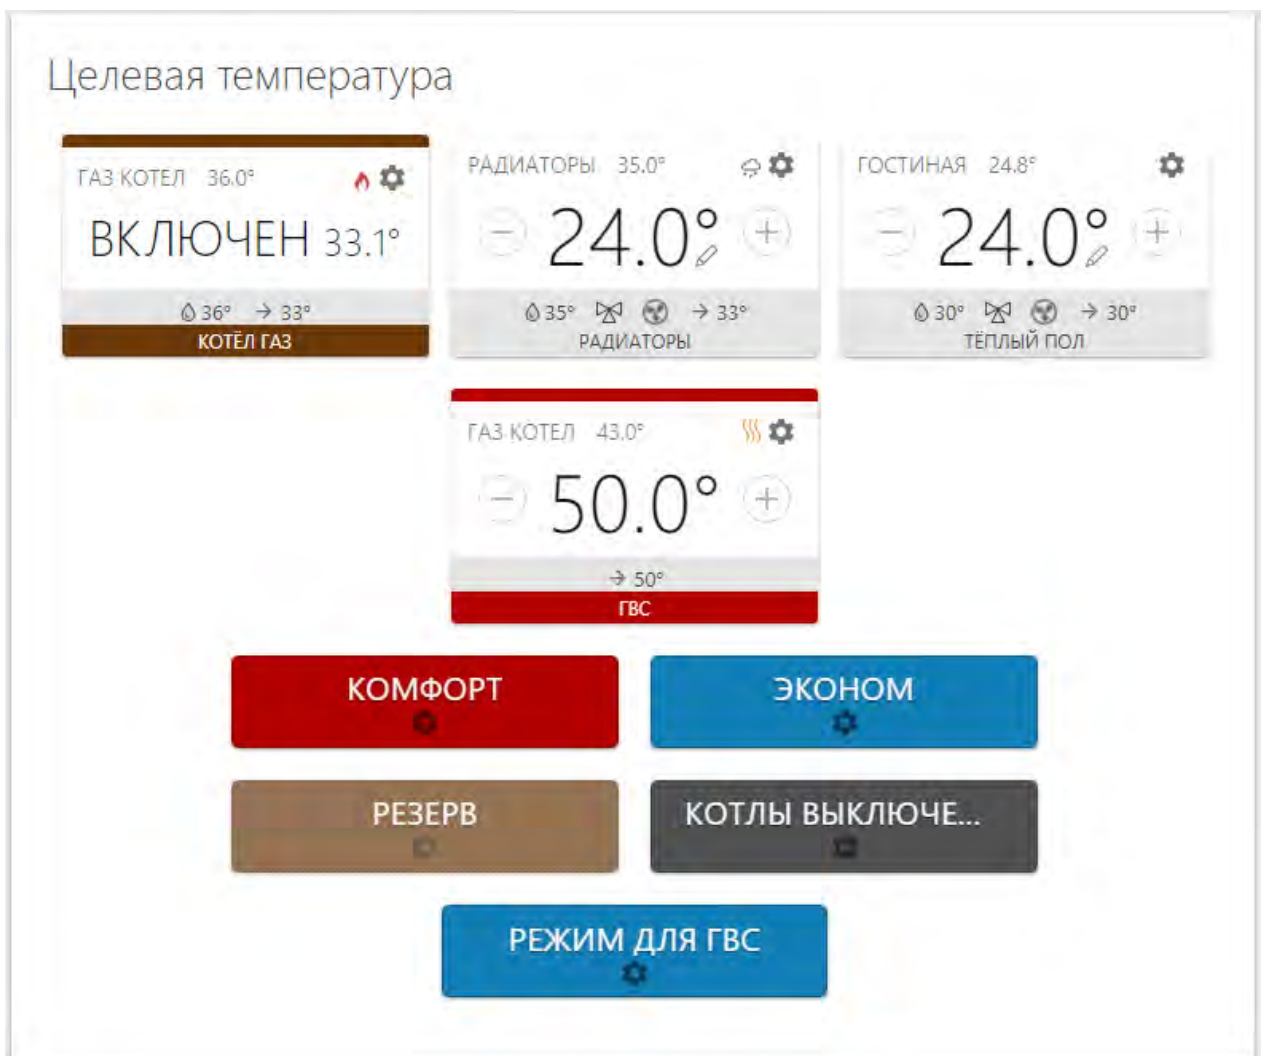 Целевая температура
ГАЗ КОТЕЛ 36.0°
ВКЛЮЧЕН 33.1°
36° → 33°
КОТЁЛ ГАЗ
РАДИАТОРЫ 35.0°
24.0°
35° → 33°
РАДИАТОРЫ
ГОСТИНАЯ 24.8°
24.0°
30° → 30°
ТЁПЛЫЙ ПОЛ
ГАЗ КОТЕЛ 43.0°
50.0°
→ 50°
ГВС
КОМФОРТ
ЭКОНОМ
РЕЗЕРВ
КОТЛЫ ВЫКЛЮЧЕ...
РЕЖИМ ДЛЯ ГВС